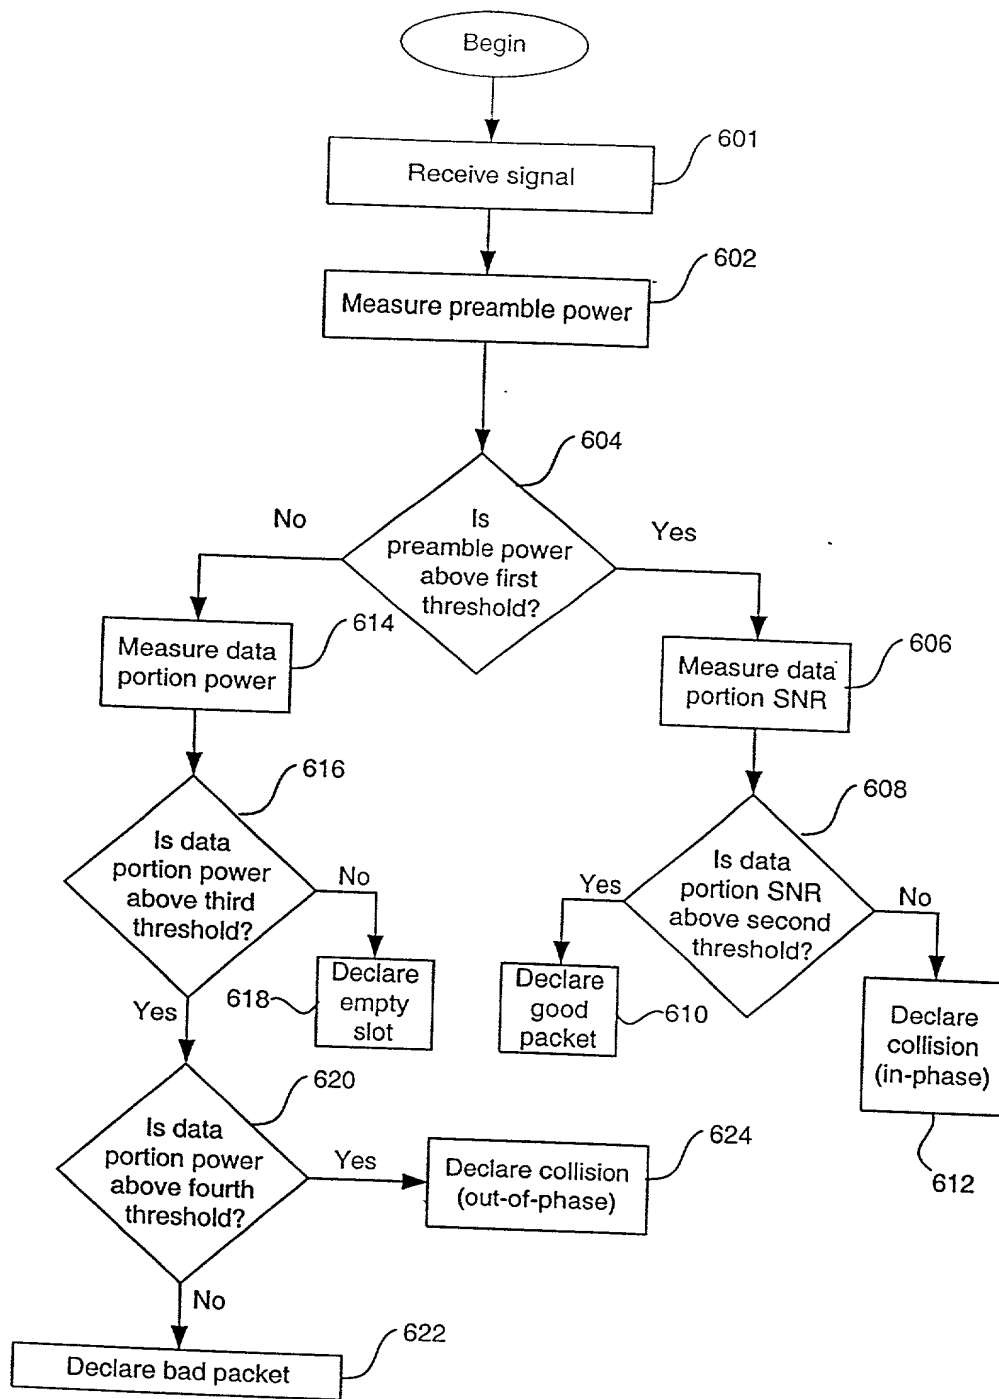 Begin
601
Receive signal
602
Measure preamble power
604
No
Is
preamble power
above first
threshold?
Yes
614
Measure data
portion power
606
Measure data
portion SNR
616
Is data
portion power
above third
threshold?
No
608
Is data
portion SNR
above second
threshold?
Yes
No
Yes
618
Declare
empty
slot
Declare
good
packet
610
Declare
collision
(in-phase)
612
620
Is data
portion power
above fourth
threshold?
Yes
624
Declare collision
(out-of-phase)
No
622
Declare bad packet